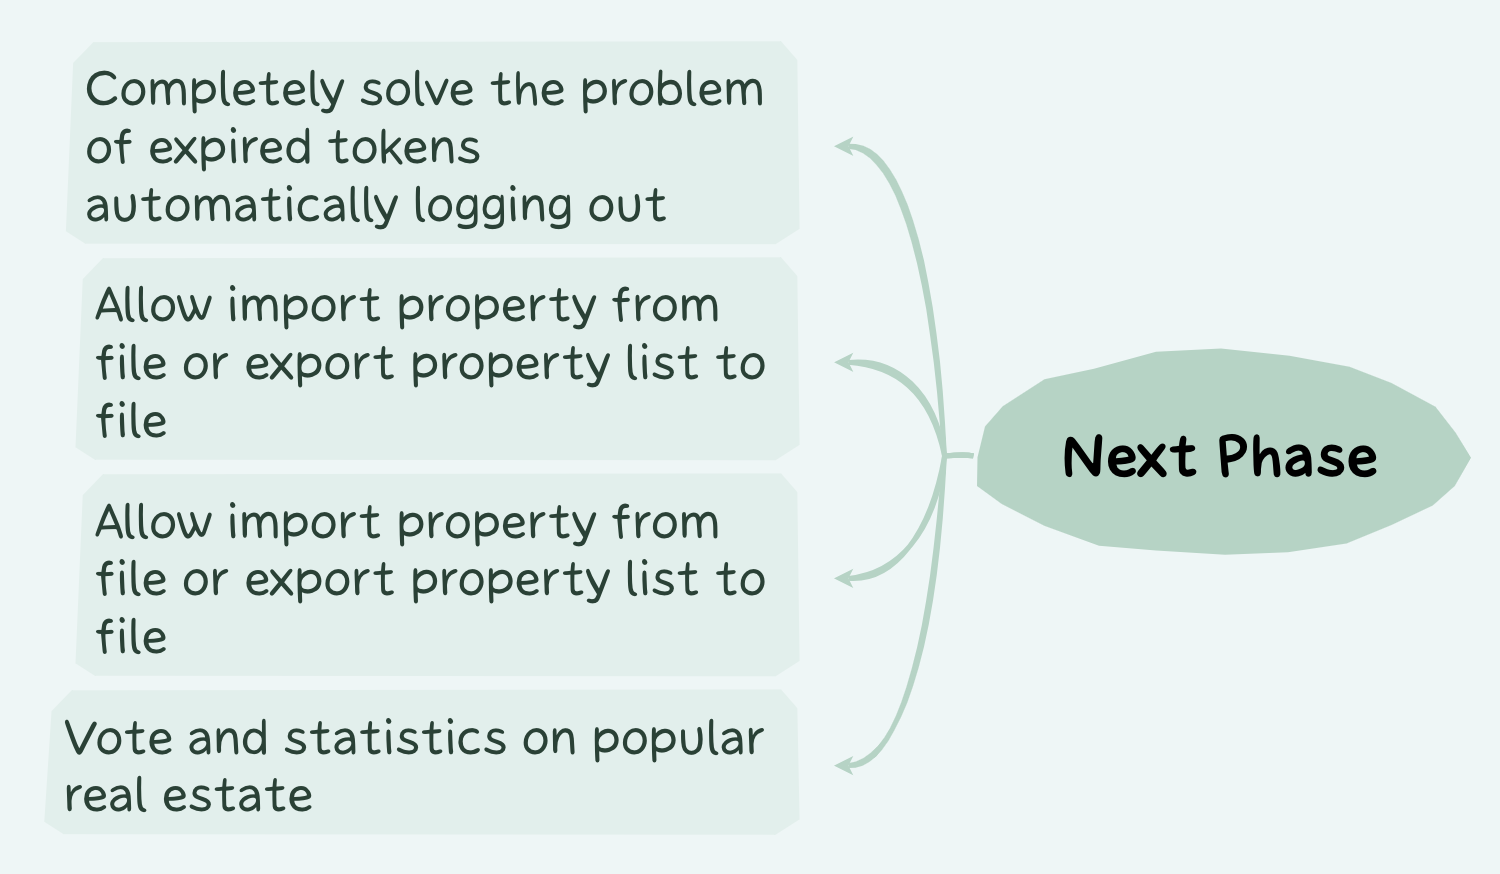 Completely solve the problem
of expired tokens
automatically logging out
Allow import property from
file or export property list to
file
Allow import property from
file or export property list to
file
Vote and statistics on popular
real estate
Next Phase